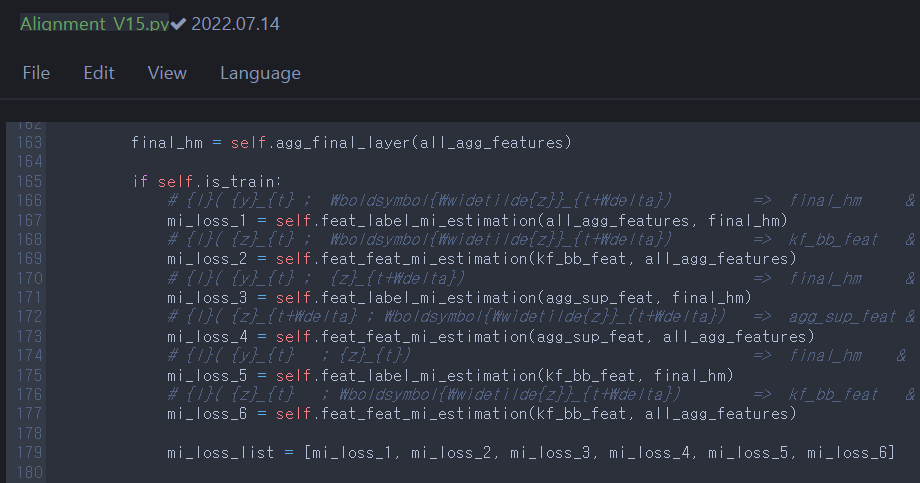 Alignment_V15.py 2022.07.14
File Edit View Language
162
163 final_hm = self.agg_final_layer(all_agg_features)
164
165 if self.is_train:
166 # {I}( {y}_{t} ; ₩boldsymbol{₩widetilde{z}}_{t+₩delta}) => final_hm &
167 mi_loss_1 = self.feat_label_mi_estimation(all_agg_features, final_hm)
168 # {I}( {z}_{t} ; ₩boldsymbol{₩widetilde{z}}_{t+₩delta}) => kf_bb_feat &
169 mi_loss_2 = self.feat_feat_mi_estimation(kf_bb_feat, all_agg_features)
170 # {I}( {y}_{t} ; {z}_{t+₩delta}) => final_hm &
171 mi_loss_3 = self.feat_label_mi_estimation(agg_sup_feat, final_hm)
172 # {I}( {z}_{t+₩delta} ; ₩boldsymbol{₩widetilde{z}}_{t+₩delta}) => agg_sup_feat &
173 mi_loss_4 = self.feat_feat_mi_estimation(agg_sup_feat, all_agg_features)
174 # {I}( {y}_{t} ; {z}_{t}) => final_hm &
175 mi_loss_5 = self.feat_label_mi_estimation(kf_bb_feat, final_hm)
176 # {I}( {z}_{t} ; ₩boldsymbol{₩widetilde{z}}_{t+₩delta}) => kf_bb_feat &
177 mi_loss_6 = self.feat_feat_mi_estimation(kf_bb_feat, all_agg_features)
178
179 mi_loss_list = [mi_loss_1, mi_loss_2, mi_loss_3, mi_loss_4, mi_loss_5, mi_loss_6]
180